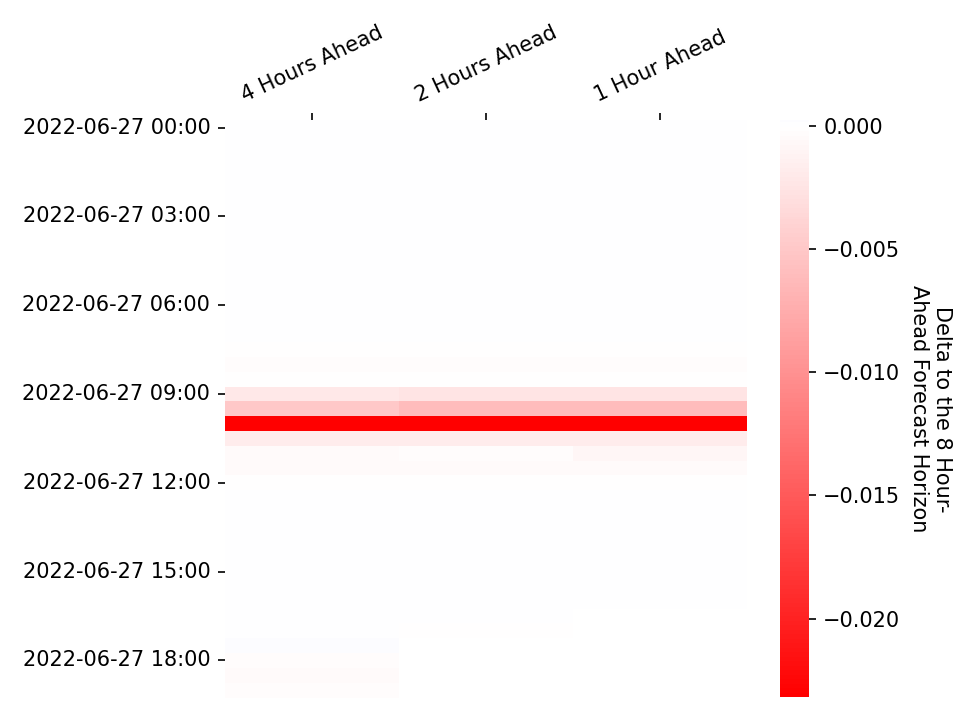 4 Hours Ahead
2 Hours Ahead
1 Hour Ahead
2022-06-27 00:00
2022-06-27 03:00
2022-06-27 06:00
2022-06-27 09:00
2022-06-27 12:00
2022-06-27 15:00
2022-06-27 18:00
0.000
−0.005
−0.010
−0.015
−0.020
Delta to the 8 Hour-
Ahead Forecast Horizon